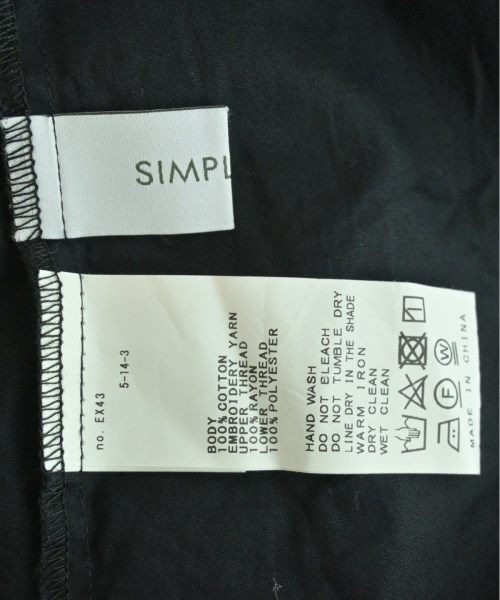 SIMPL
no. EX43
5-14-3
BODY
100%COTTON
EMBROIDERY YARN
UPPER THREAD
100%NYLON
LOWER THREAD
100%POLYESTER
HAND WASH
DO NOT BLEACH
DO NOT TUMBLE DRY
LINE DRY IN THE SHADE
WARM IRON
DRY CLEAN
WET CLEAN
F
W
MADE IN CHINA